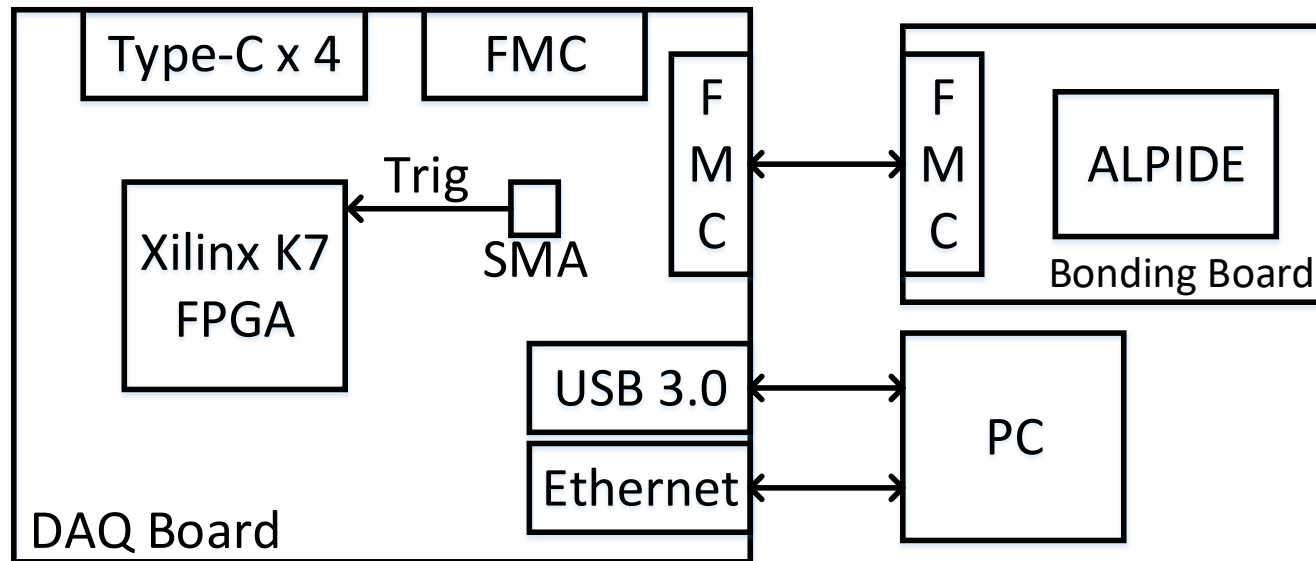 Type-C x 4
FMC
F
M
C
F
M
C
ALPIDE
Bonding Board
Trig
SMA
Xilinx K7
FPGA
USB 3.0
Ethernet
PC
DAQ Board